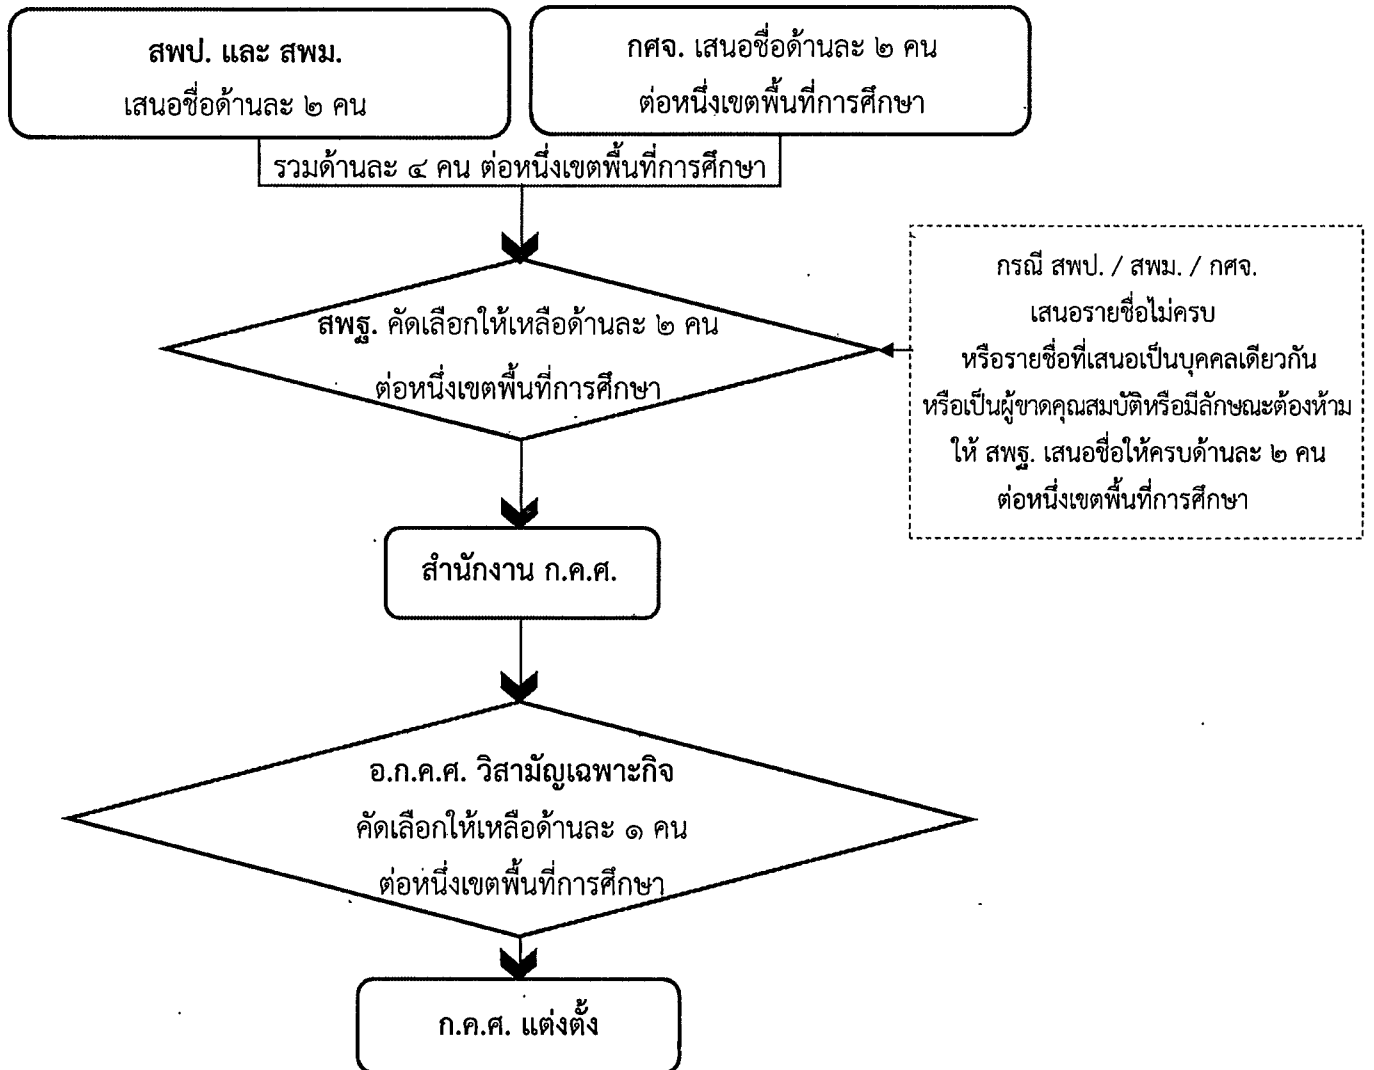 สพป. และ สพม.
เสนอชื่อด้านละ ๒ คน
กศจ. เสนอชื่อด้านละ ๒ คน
ต่อหนึ่งเขตพื้นที่การศึกษา
รวมด้านละ ๔ คน ต่อหนึ่งเขตพื้นที่การศึกษา
สพฐ. คัดเลือกให้เหลือด้านละ ๒ คน
ต่อหนึ่งเขตพื้นที่การศึกษา
กรณี สพป. / สพม. / กศจ.
เสนอรายชื่อไม่ครบ
หรือรายชื่อที่เสนอเป็นบุคคลเดียวกัน
หรือเป็นผู้ขาดคุณสมบัติหรือมีลักษณะต้องห้าม
ให้ สพฐ. เสนอชื่อให้ครบด้านละ ๒ คน
ต่อหนึ่งเขตพื้นที่การศึกษา
สำนักงาน ก.ค.ศ.
อ.ก.ค.ศ. วิสามัญเฉพาะกิจ
คัดเลือกให้เหลือด้านละ ๑ คน
ต่อหนึ่งเขตพื้นที่การศึกษา
ก.ค.ศ. แต่งตั้ง